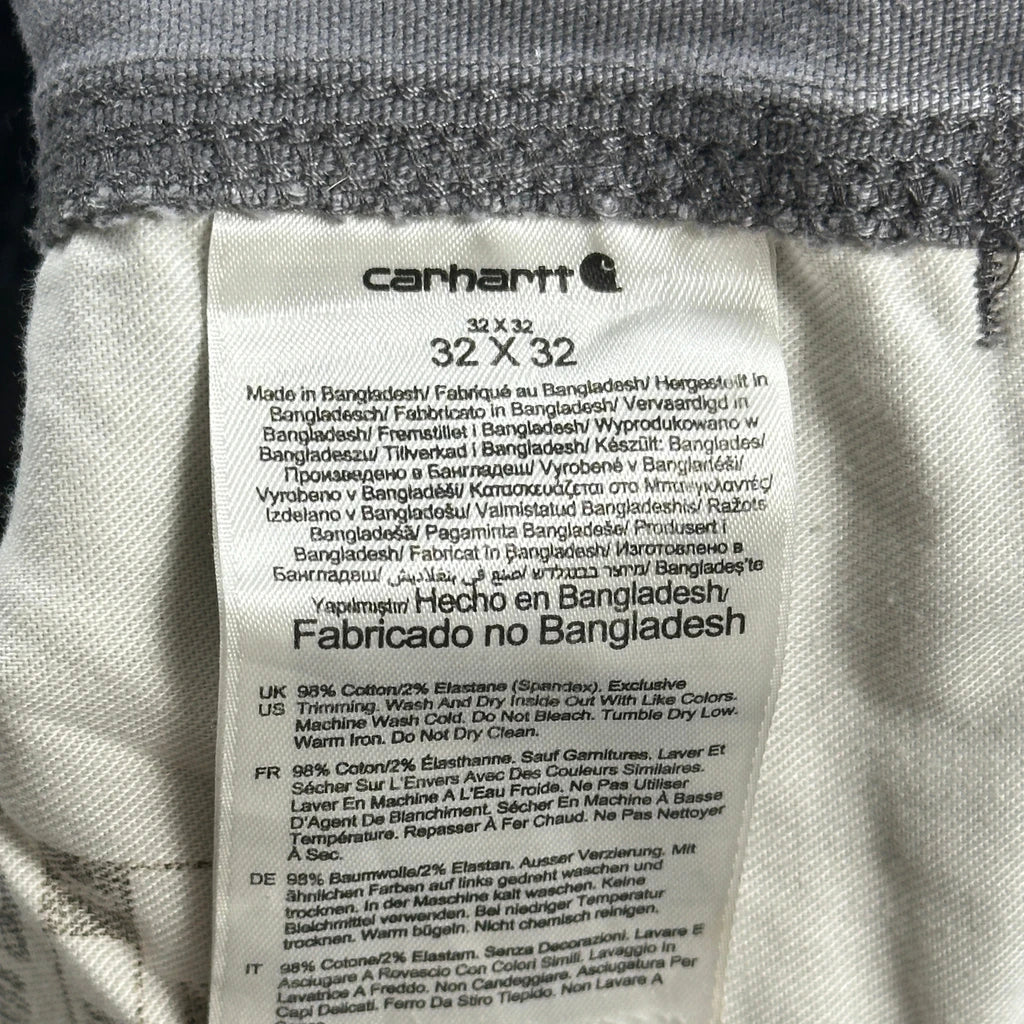 carhartt
32 X 32
32 X 32
Made in Bangladesh/ Fabriqué au Bangladesh/ Hergestellt in
Bangladesch/ Fabbricato in Bangladesh/ Vervaardigd in
Bangladesh/ Fremstillet i Bangladesh/ Wyprodukowano w
Bangladeszu/ Tillverkad i Bangladesh/ Készült: Banglades/
Произведено в Бангладеш/ Vyrobené v Bangladéši/
Vyrobeno v Bangladéši/ Κατασκευάζεται στο Μπαγκλαντές/
Izdelano v Bangladešu/ Valmistatud Bangladeshis/ Ražots
Bangladešā/ Pagaminta Bangladeše/ Produsert i
Bangladesh/ Fabricat în Bangladesh/ Изготовлено в
Бангладеш/ صنع في بنغلاديش/ מיוצר בבנגלדש/ Bangladeş'te
Yapılmıştır/ Hecho en Bangladesh/
Fabricado no Bangladesh
UK 98% Cotton/2% Elastane (Spandex). Exclusive
US Trimming. Wash And Dry Inside Out With Like Colors.
Machine Wash Cold. Do Not Bleach. Tumble Dry Low.
Warm Iron. Do Not Dry Clean.
FR 98% Coton/2% Élasthanne. Sauf Garnitures. Laver Et
Sécher Sur L'Envers Avec Des Couleurs Similaires.
Laver En Machine A L'Eau Froide. Ne Pas Utiliser
D'Agent De Blanchiment. Sécher En Machine À Basse
Température. Repasser À Fer Chaud. Ne Pas Nettoyer
À Sec.
DE 98% Baumwolle/2% Elastan. Ausser Verzierung. Mit
ähnlichen Farben auf links gedreht waschen und
trocknen. In der Maschine kalt waschen. Keine
Bleichmittel verwenden. Bei niedriger Temperatur
trocknen. Warm bügeln. Nicht chemisch reinigen.
IT 98% Cotone/2% Elastam. Senza Decorazioni. Lavare E
Asciugare A Rovescio Con Colori Simili. Lavaggio In
Lavatrice A Freddo. Non Candeggiare. Asciugatura Per
Capi Delicati. Ferro Da Stiro Tiepido. Non Lavare A